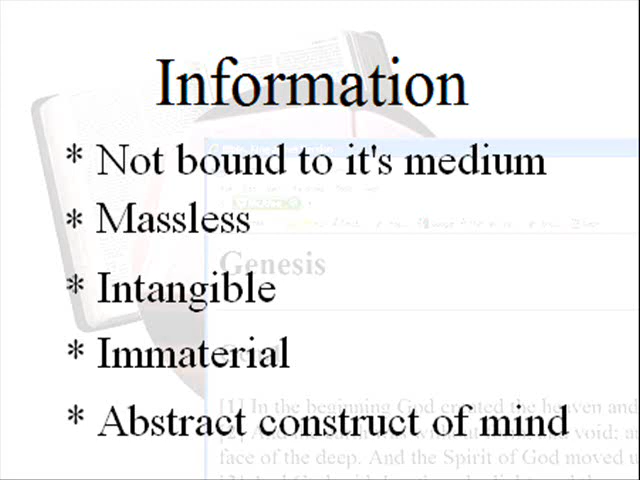 Information
* Not bound to it's medium
* Massless
Genesis
* Intangible
* Immaterial
[1] In the beginning God created the heaven and
* Abstract construct of mind
face of the deep. And the Spirit of God moved u